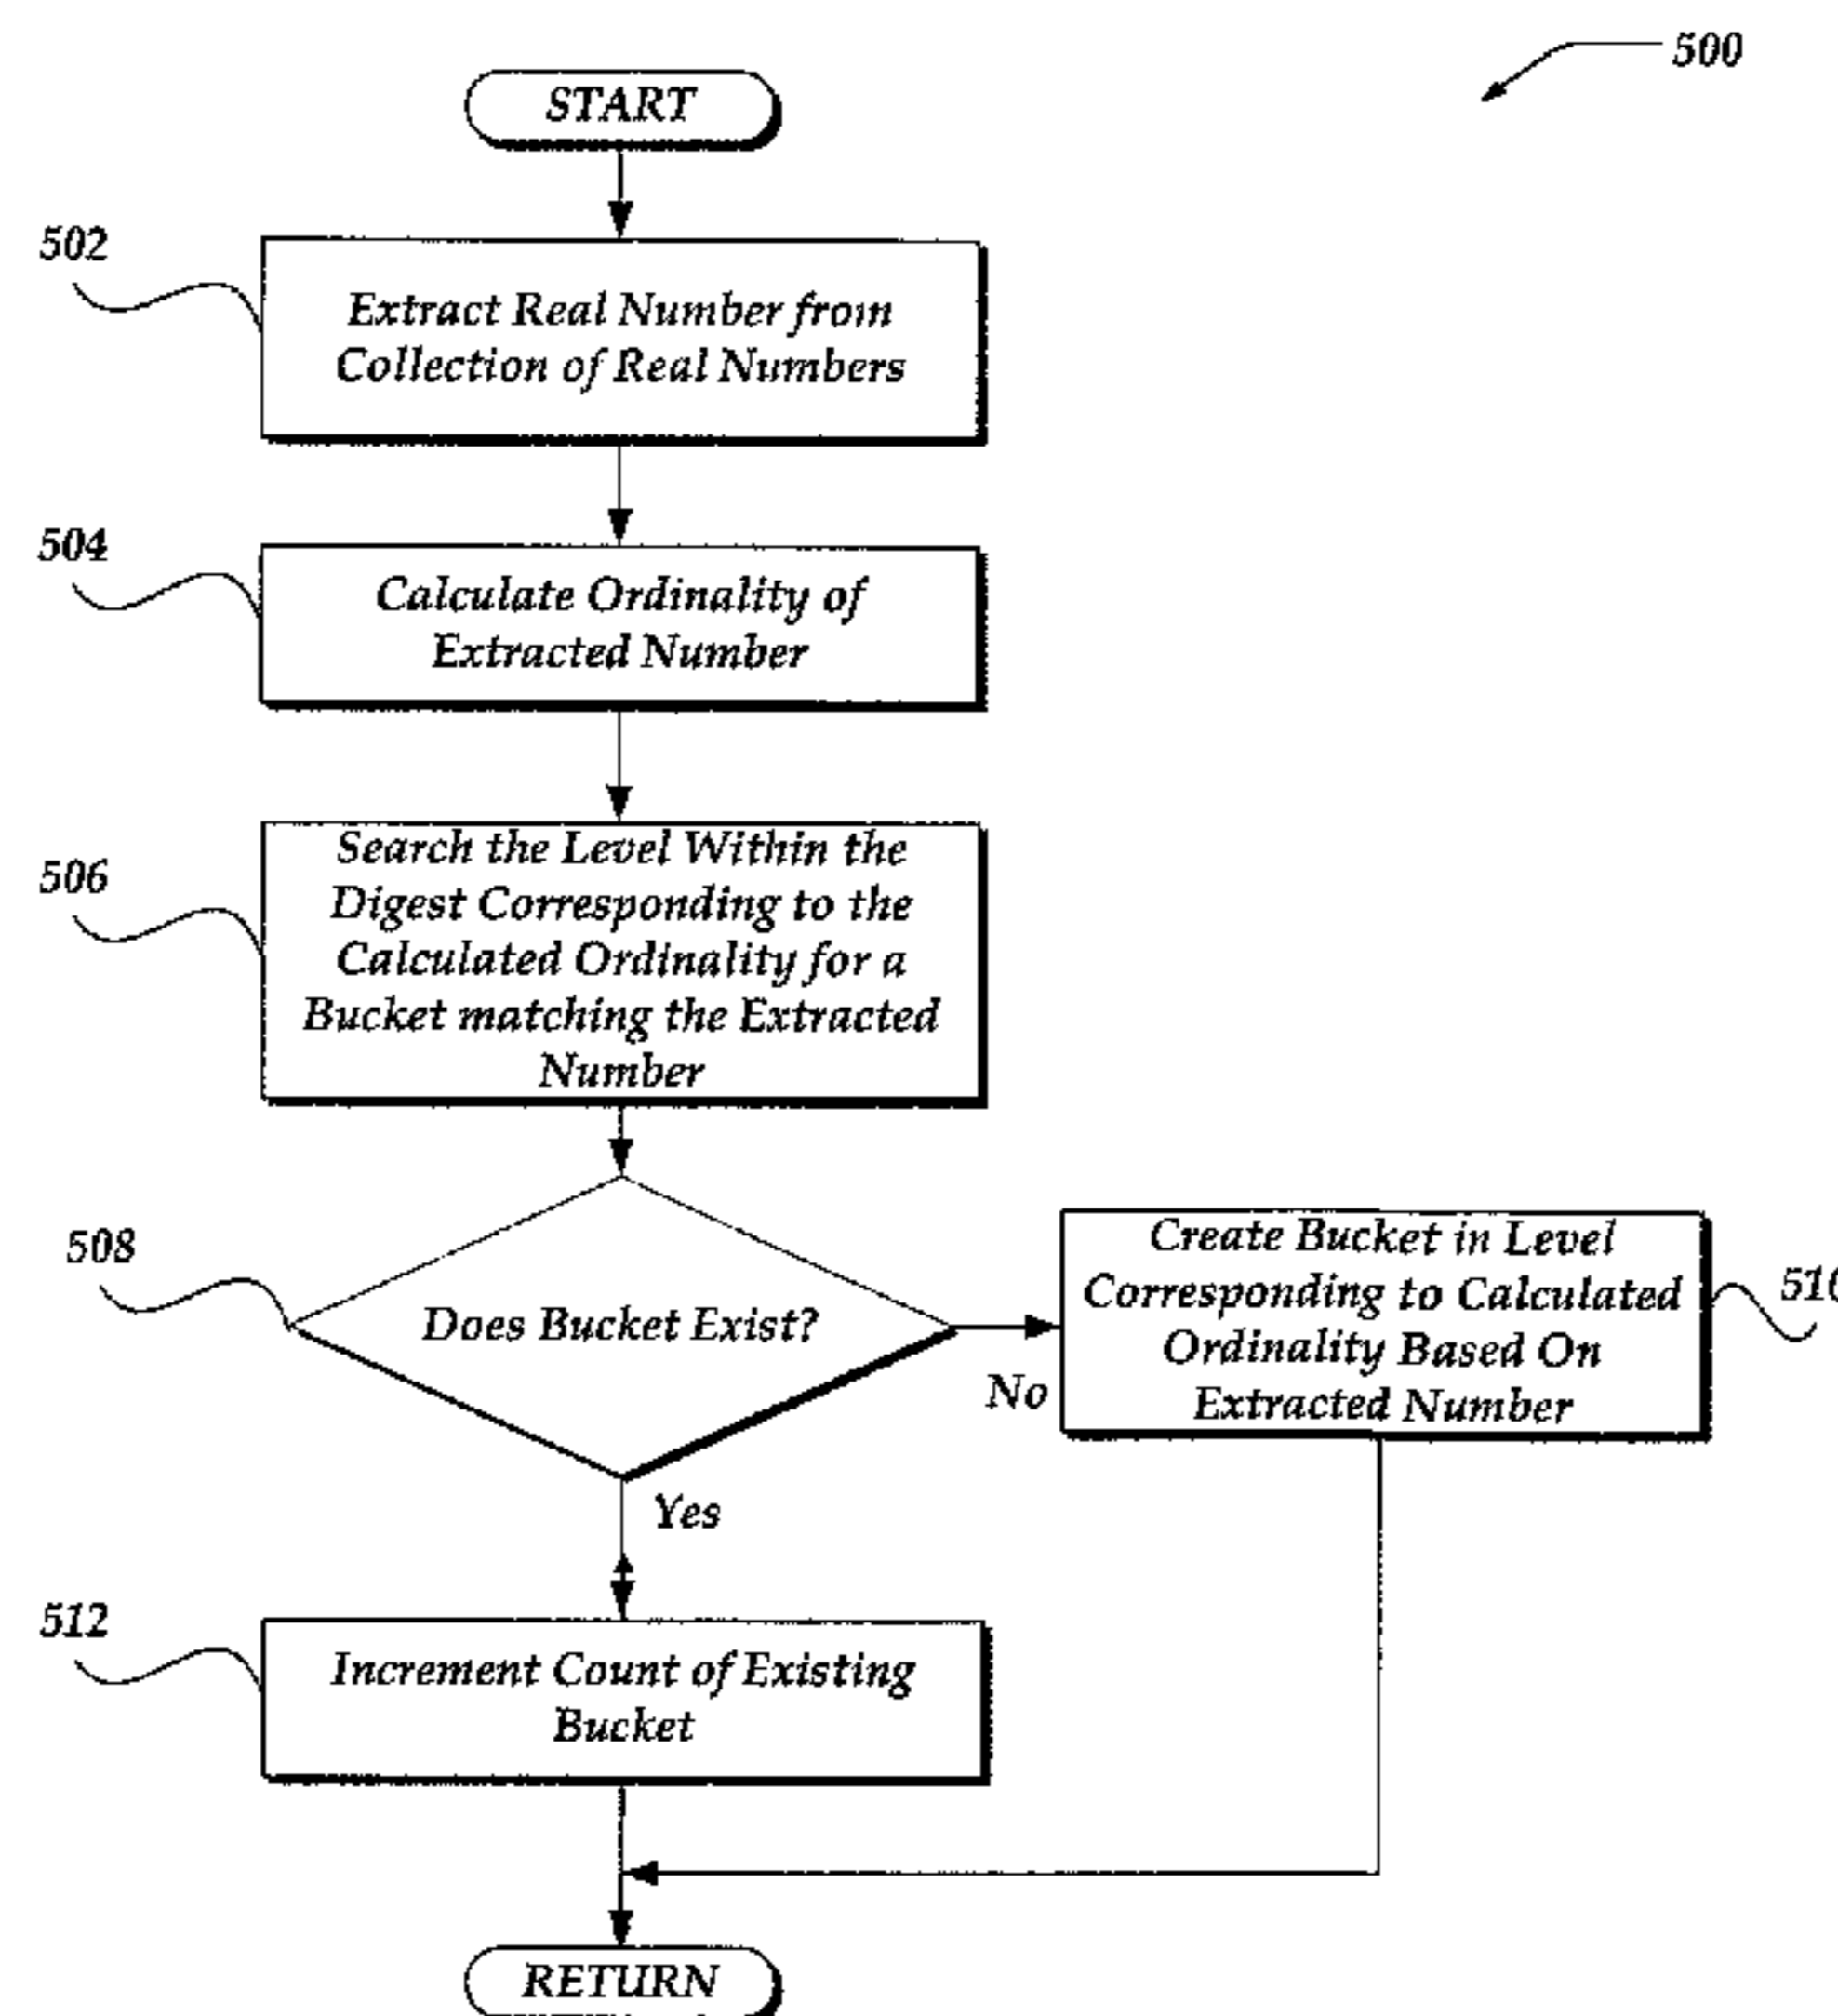 500
START
502
Extract Real Number from
Collection of Real Numbers
504
Calculate Ordinality of
Extracted Number
506
Search the Level Within the
Digest Corresponding to the
Calculated Ordinality for a
Bucket matching the Extracted
Number
508
Does Bucket Exist?
No
Create Bucket in Level
Corresponding to Calculated
Ordinality Based On
Extracted Number
510
Yes
512
Increment Count of Existing
Bucket
RETURN